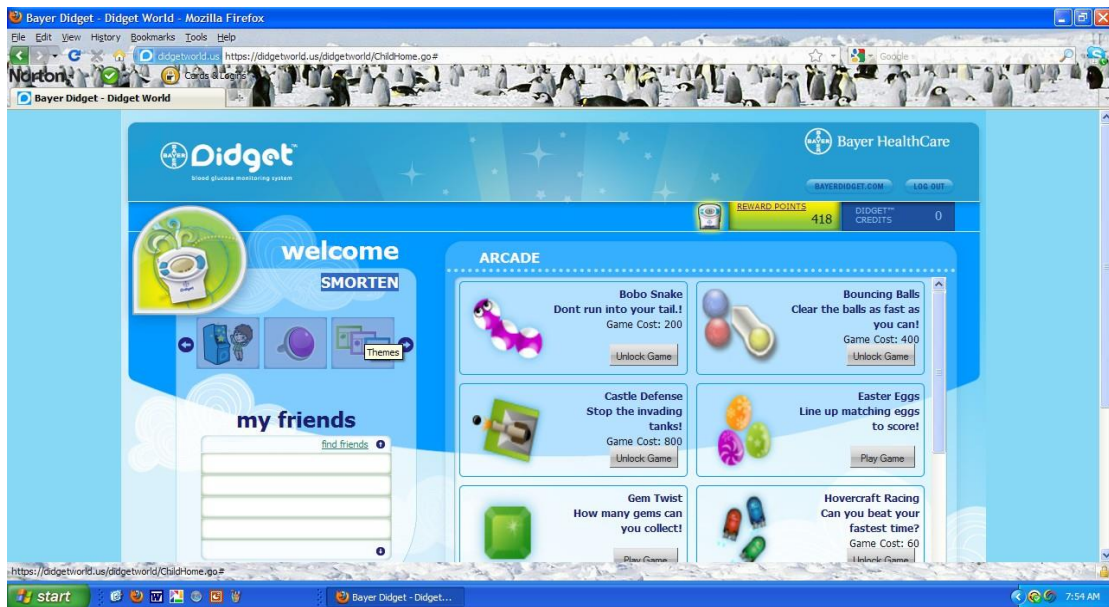 Bayer Didget - Didget World - Mozilla Firefox
File Edit View History Bookmarks Tools Help
didgetworld.us https://didgetworld.us/didgetworld/ChildHome.go#
Google
Norton
Cards & Logins
Bayer Didget - Didget World
BAYER Didget™
blood glucose monitoring system
BAYER Bayer HealthCare
BAYERDIDGET.COM LOG OUT
REWARD POINTS 418
DIDGET™ CREDITS 0
welcome
SMORTEN
Themes
my friends
find friends
ARCADE
Bobo Snake
Dont run into your tail.!
Game Cost: 200
Unlock Game
Bouncing Balls
Clear the balls as fast as
you can!
Game Cost: 400
Unlock Game
Castle Defense
Stop the invading
tanks!
Game Cost: 800
Unlock Game
Easter Eggs
Line up matching eggs
to score!
Play Game
Gem Twist
How many gems can
you collect!
Play Game
Hovercraft Racing
Can you beat your
fastest time?
Game Cost: 60
Unlock Game
https://didgetworld.us/didgetworld/ChildHome.go#
start
Bayer Didget - Didget...
7:54 AM